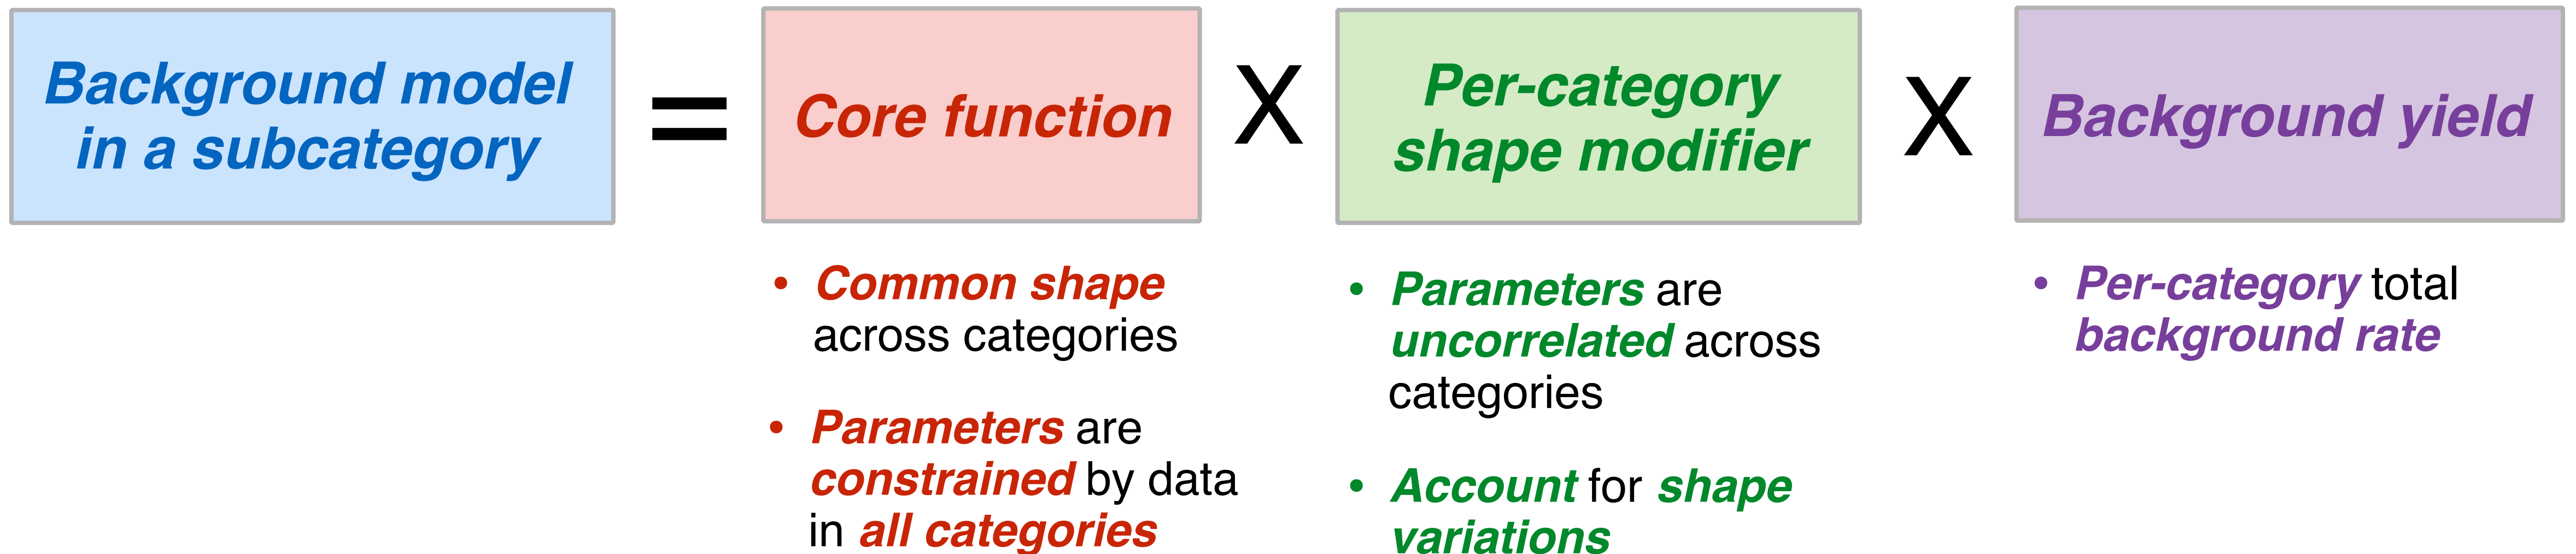 Background model
in a subcategory
=
Core function
X
Per-category
shape modifier
X
Background yield
• Common shape
across categories
• Parameters are
constrained by data
in all categories
• Parameters are
uncorrelated across
categories
• Account for shape
variations
• Per-category total
background rate